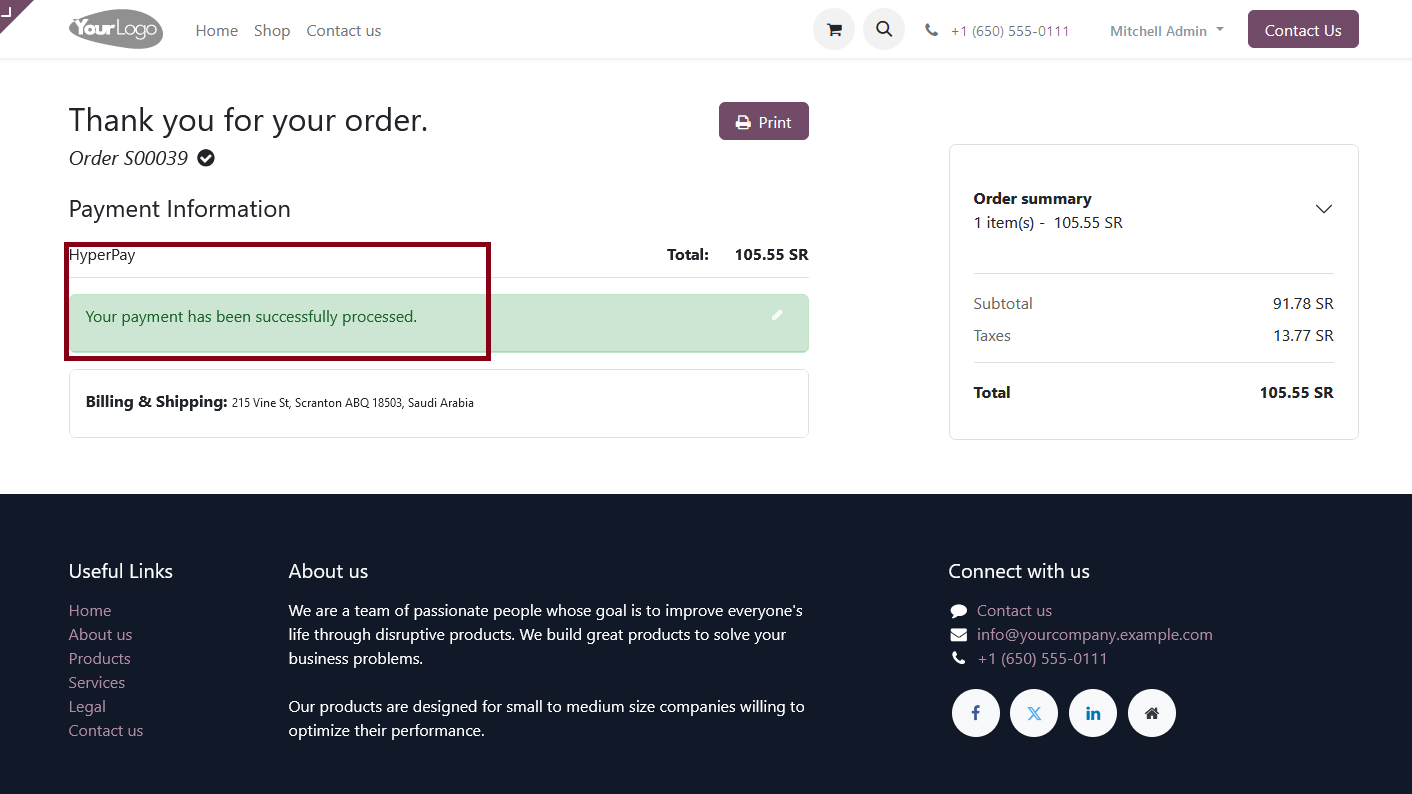 YourLogo
Home Shop Contact us
+1 (650) 555-0111
Mitchell Admin
Contact Us
Thank you for your order.
Print
Order S00039
Payment Information
HyperPay
Total: 105.55 SR
Your payment has been successfully processed.
Billing & Shipping: 215 Vine St, Scranton ABQ 18503, Saudi Arabia
Order summary
1 item(s) - 105.55 SR
Subtotal 91.78 SR
Taxes 13.77 SR
Total 105.55 SR
Useful Links
Home
About us
Products
Services
Legal
Contact us
About us
We are a team of passionate people whose goal is to improve everyone's
life through disruptive products. We build great products to solve your
business problems.
Our products are designed for small to medium size companies willing to
optimize their performance.
Connect with us
Contact us
info@yourcompany.example.com
+1 (650) 555-0111